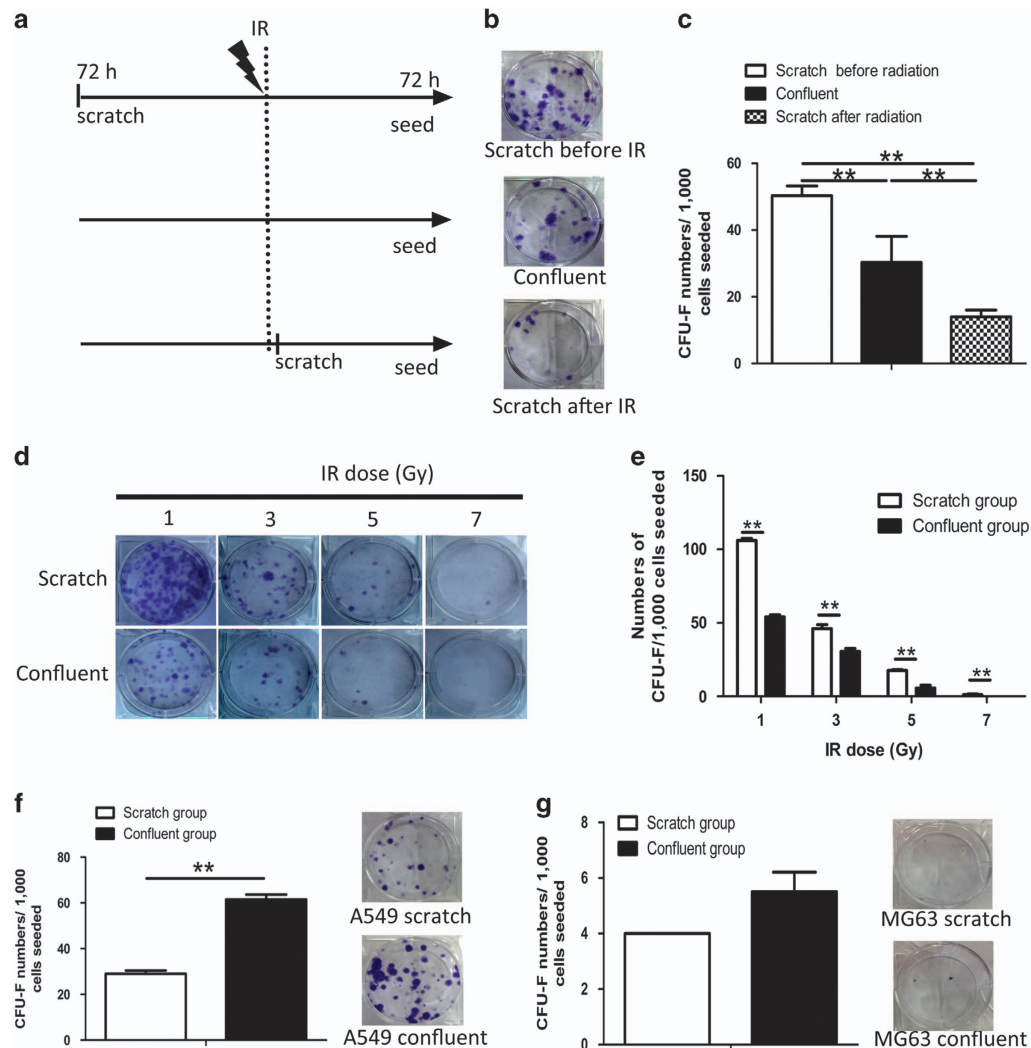 a
IR
72 h
72 h
scratch
seed
seed
scratch
seed
b
Scratch before IR
Confluent
Scratch after IR
c
Scratch before radiation
Confluent
Scratch after radiation
CFU-F numbers/ 1,000
cells seeded
60
40
20
0
**
**
**
d
IR dose (Gy)
1
3
5
7
Scratch
Confluent
e
Numbers of
CFU-F/1,000 cells seeded
150
100
50
0
Scratch group
Confluent group
**
**
**
**
1
3
5
7
IR dose (Gy)
f
Scratch group
Confluent group
CFU-F numbers/ 1,000
cells seeded
80
60
40
20
0
**
A549 scratch
A549 confluent
g
Scratch group
Confluent group
CFU-F numbers/ 1,000
cells seeded
8
6
4
2
0
MG63 scratch
MG63 confluent